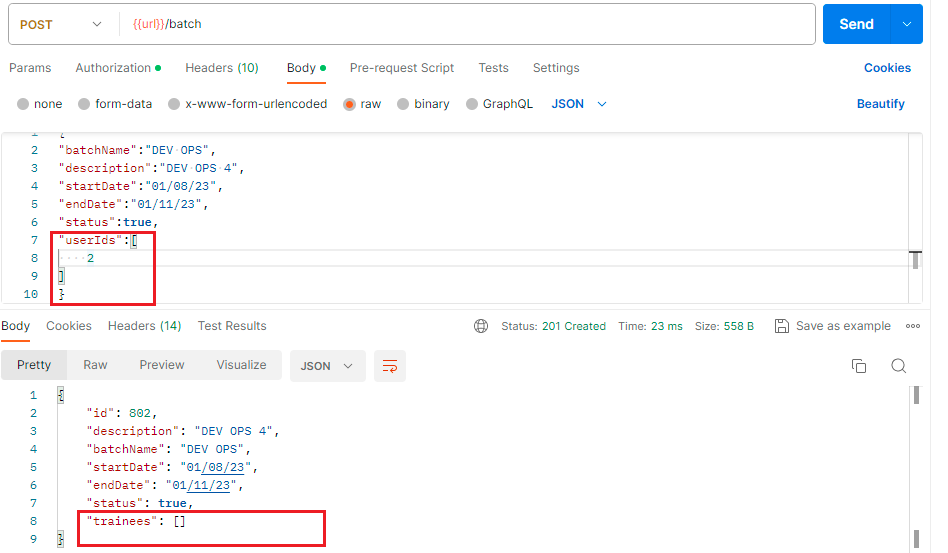 POST {{url}}/batch Send
Params Authorization Headers (10) Body Pre-request Script Tests Settings Cookies
none form-data x-www-form-urlencoded raw binary GraphQL JSON Beautify
1 {
2 "batchName":"DEV·OPS",
3 "description":"DEV·OPS·4",
4 "startDate":"01/08/23",
5 "endDate":"01/11/23",
6 "status":true,
7 "userIds":[
8 ····2
9 ]
10 }
Body Cookies Headers (14) Test Results Status: 201 Created Time: 23 ms Size: 558 B Save as example
Pretty Raw Preview Visualize JSON
1 {
2 "id": 802,
3 "description": "DEV OPS 4",
4 "batchName": "DEV OPS",
5 "startDate": "01/08/23",
6 "endDate": "01/11/23",
7 "status": true,
8 "trainees": []
9 }